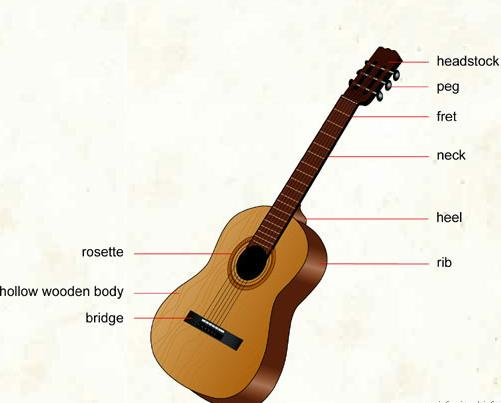 headstock
peg
fret
neck
heel
rib
rosette
hollow wooden body
bridge